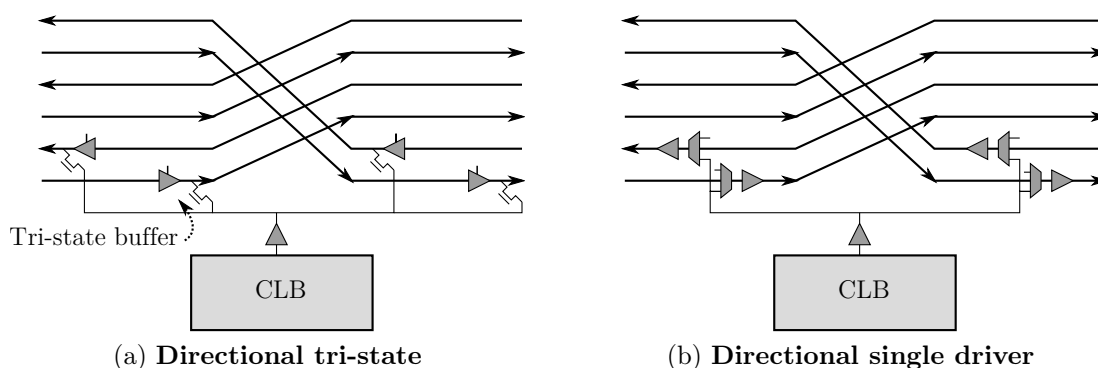 Tri-state buffer
CLB
CLB
(a) Directional tri-state
(b) Directional single driver